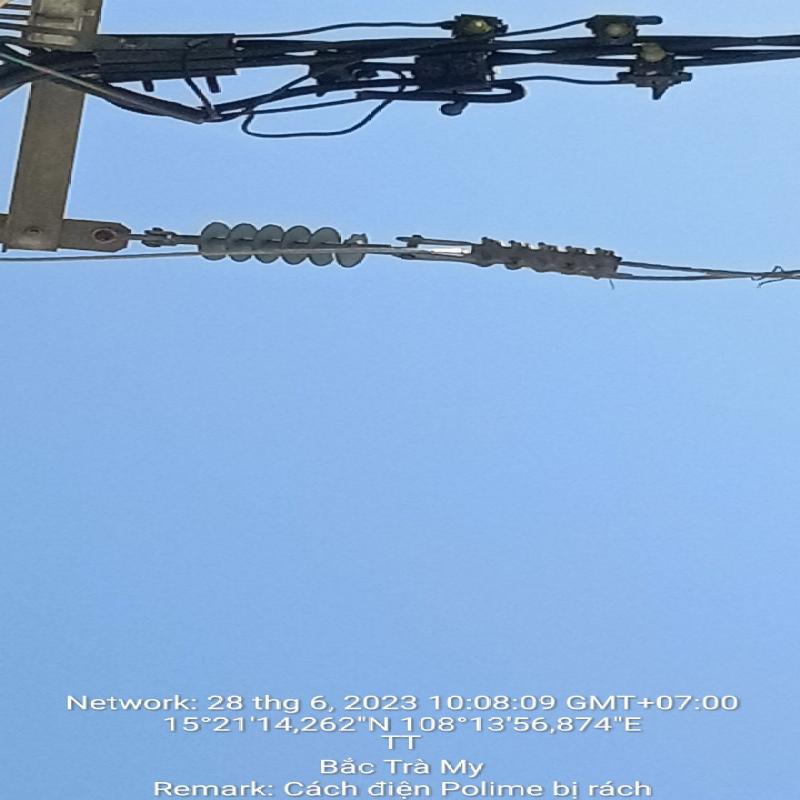 Network: 28 thg 6, 2023 10:08:09 GMT+07:00
15°21'14,262"N 108°13'56,874"E
TT
Bắc Trà My
Remark: Cách điện Polime bị rách